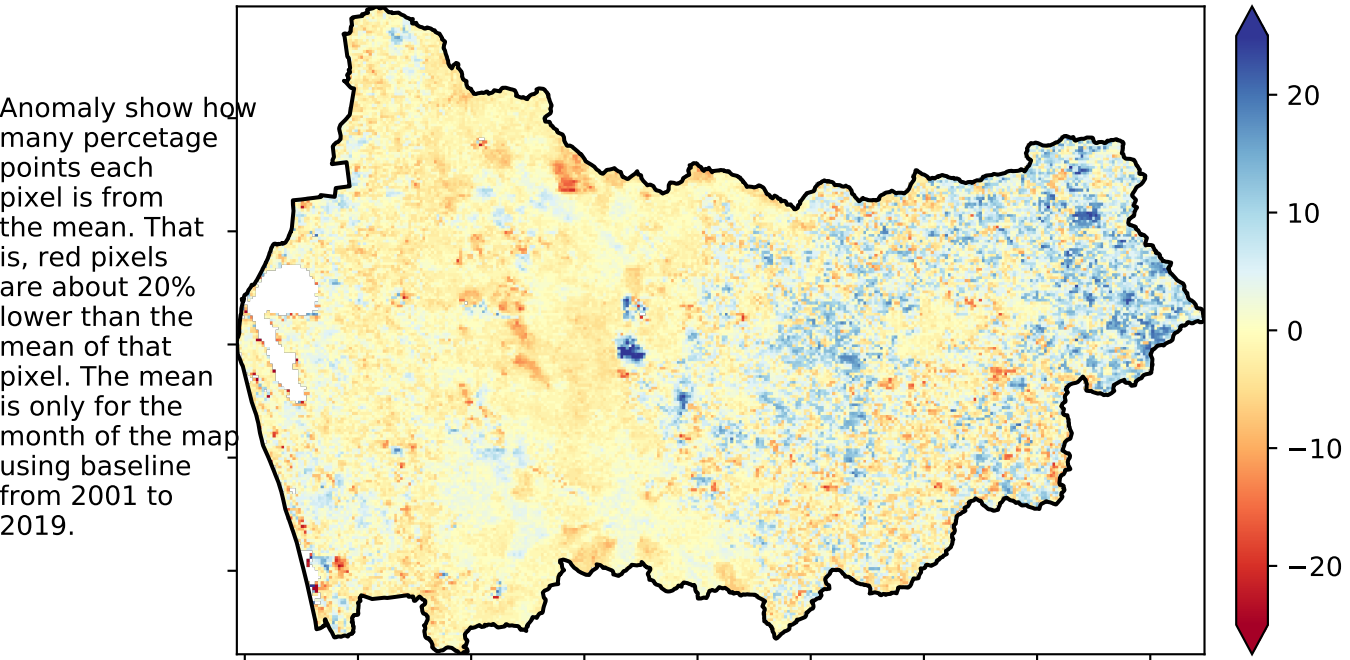 Anomaly show how
many percetage
points each
pixel is from
the mean. That
is, red pixels
are about 20%
lower than the
mean of that
pixel. The mean
is only for the
month of the map
using baseline
from 2001 to
2019.
20
10
0
−10
−20